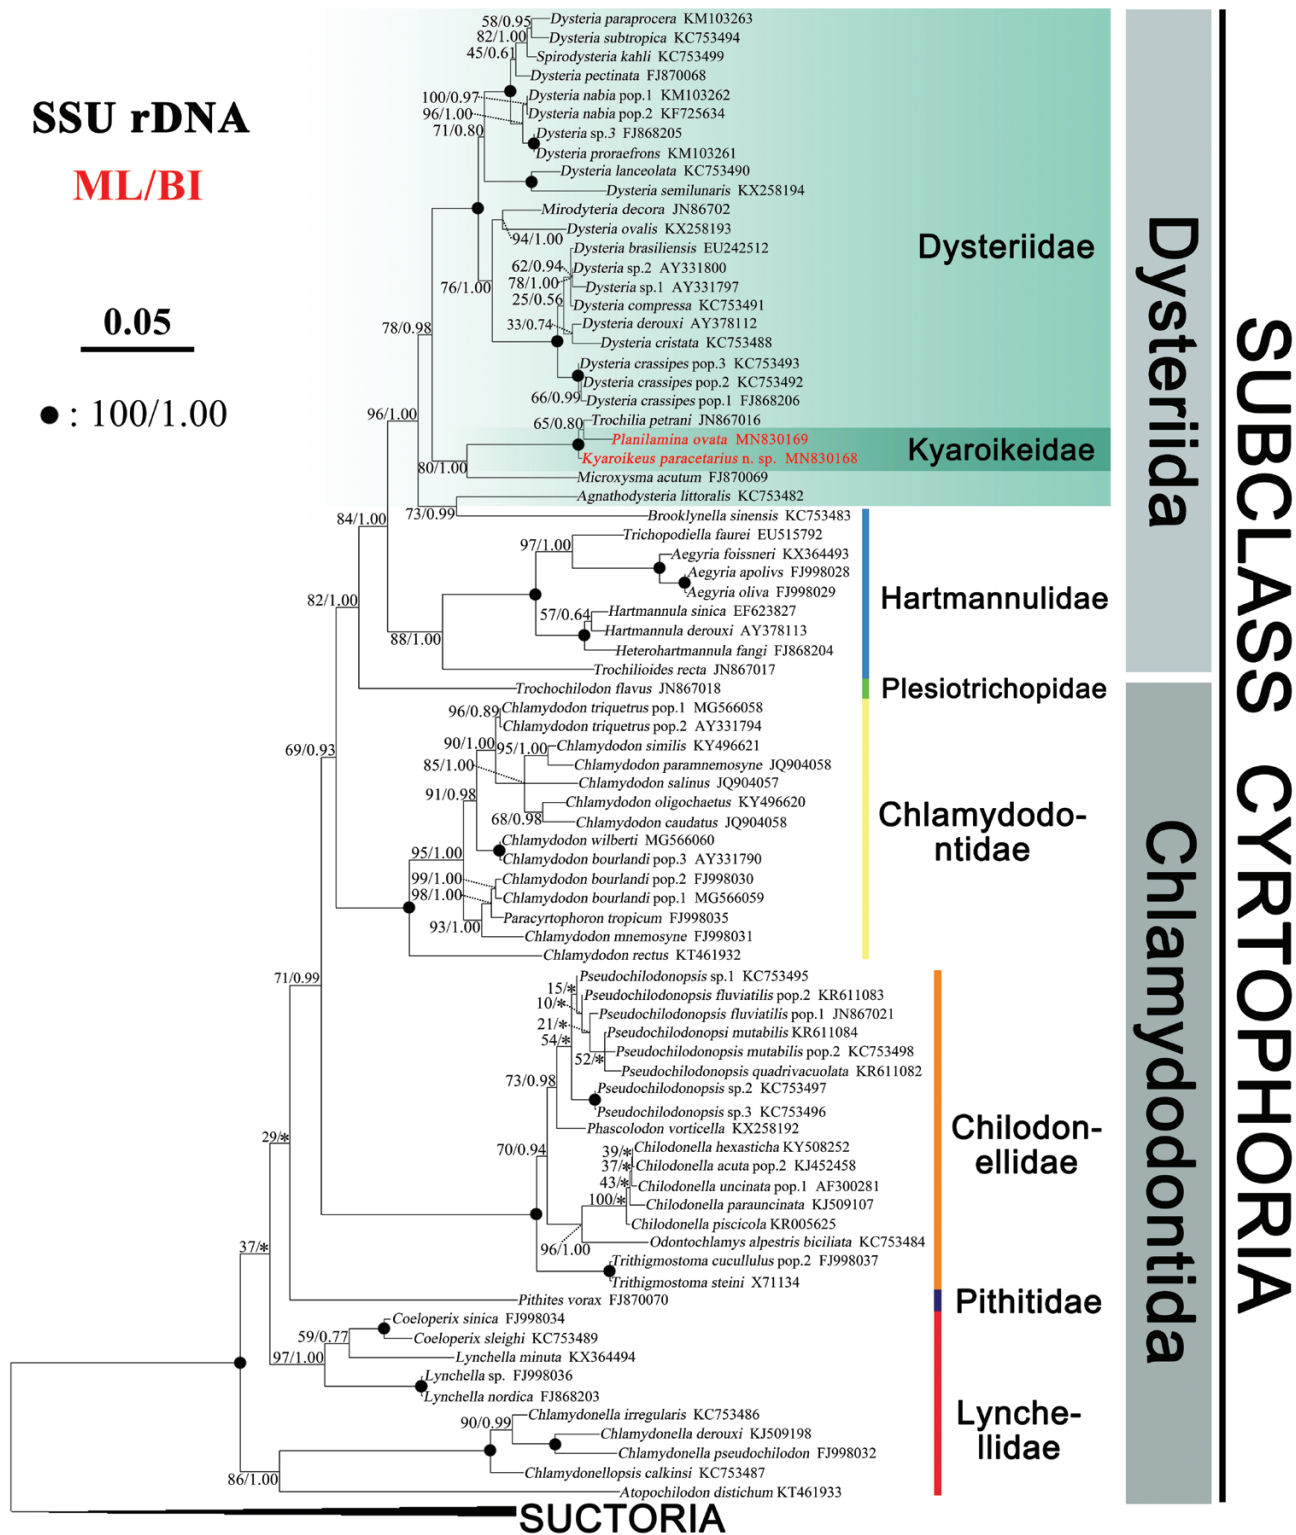 SSU rDNA
ML/BI
0.05
: 100/1.00
58/0.95
Dysteria paraprocera KM103263
82/1.00
Dysteria subtropica KC753494
45/0.61
Spirodysteria kahli KC753499
Dysteria pectinata FJ870068
100/0.97
Dysteria nabia pop.1 KM103262
96/1.00
Dysteria nabia pop.2 KF725634
71/0.80
Dysteria sp.3 FJ868205
Dysteria proraefrons KM103261
Dysteria lanceolata KC753490
Dysteria semilunaris KX258194
Mirodyteria decora JN86702
Dysteria ovalis KX258193
94/1.00
Dysteria brasiliensis EU242512
62/0.94
Dysteria sp.2 AY331800
78/1.00
Dysteria sp.1 AY331797
76/1.00
25/0.56
Dysteria compressa KC753491
33/0.74
Dysteria derouxi AY378112
78/0.98
Dysteria cristata KC753488
Dysteria crassipes pop.3 KC753493
Dysteria crassipes pop.2 KC753492
66/0.99
Dysteria crassipes pop.1 FJ868206
96/1.00
65/0.80
Trochilia petrani JN867016
Planilamina ovata MN830169
Kyaroikeus paracetarius n. sp. MN830168
80/1.00
Microxysma acutum FJ870069
Agnathodysteria littoralis KC753482
73/0.99
Brooklynella sinensis KC753483
84/1.00
Trichopodiella faurei EU515792
97/1.00
Aegyria foissneri KX364493
Aegyria apolivs FJ998028
Aegyria oliva FJ998029
82/1.00
57/0.64
Hartmannula sinica EF623827
Hartmannula derouxi AY378113
88/1.00
Heterohartmannula fangi FJ868204
Trochilioides recta JN867017
Trochochilodon flavus JN867018
96/0.89
Chlamydodon triquetrus pop.1 MG566058
Chlamydodon triquetrus pop.2 AY331794
69/0.93
90/1.00
95/1.00
Chlamydodon similis KY496621
85/1.00
Chlamydodon paramnemosyne JQ904058
Chlamydodon salinus JQ904057
91/0.98
Chlamydodon oligochaetus KY496620
68/0.98
Chlamydodon caudatus JQ904058
Chlamydodon wilberti MG566060
95/1.00
Chlamydodon bourlandi pop.3 AY331790
99/1.00
Chlamydodon bourlandi pop.2 FJ998030
98/1.00
Chlamydodon bourlandi pop.1 MG566059
Paracyrtophoron tropicum FJ998035
93/1.00
Chlamydodon mnemosyne FJ998031
Chlamydodon rectus KT461932
71/0.99
Pseudochilodonopsis sp.1 KC753495
15/*
Pseudochilodonopsis fluviatilis pop.2 KR611083
10/*
Pseudochilodonopsis fluviatilis pop.1 JN867021
21/*
Pseudochilodonopsi mutabilis KR611084
54/*
Pseudochilodonopsis mutabilis pop.2 KC753498
52/*
Pseudochilodonopsis quadrivacuolata KR611082
73/0.98
Pseudochilodonopsis sp.2 KC753497
Pseudochilodonopsis sp.3 KC753496
Phascolodon vorticella KX258192
29/*
70/0.94
39/*
Chilodonella hexasticha KY508252
37/*
Chilodonella acuta pop.2 KJ452458
43/*
Chilodonella uncinata pop.1 AF300281
100/*
Chilodonella parauncinata KJ509107
Chilodonella piscicola KR005625
37/*
96/1.00
Odontochlamys alpestris biciliata KC753484
Trithigmostoma cucullulus pop.2 FJ998037
Trithigmostoma steini X71134
Pithites vorax FJ870070
Coeloperix sinica FJ998034
59/0.77
Coeloperix sleighi KC753489
97/1.00
Lynchella minuta KX364494
Lynchella sp. FJ998036
Lynchella nordica FJ868203
90/0.99
Chlamydonella irregularis KC753486
Chlamydonella derouxi KJ509198
Chlamydonella pseudochilodon FJ998032
86/1.00
Chlamydonellopsis calkinsi KC753487
Atopochilodon distichum KT461933
SUCTORIA
Dysteriidae
Kyaroikeidae
Hartmannulidae
Plesiotrichopidae
Chlamydodo-
ntidae
Chilodon-
ellidae
Pithitidae
Lynche-
llidae
Dysteriida
Chlamydodontida
SUBCLASS CYRTOPHORIA